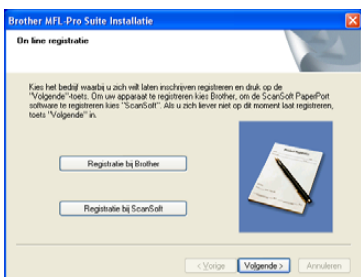 Brother MFL-Pro Suite Installatie
On line registratie
Kies het bedrijf waarbij u zich wilt laten inschrijven registreren en druk op de
"Volgende"-toets. Om uw apparaat te registreren kies Brother, om de ScanSoft PaperPort
software te registreren kies "ScanSoft". Als u zich liever niet op dit moment laat registreren,
toets "Volgende" in.
Registratie bij Brother
Registratie bij ScanSoft
< Vorige
Volgende >
Annuleren